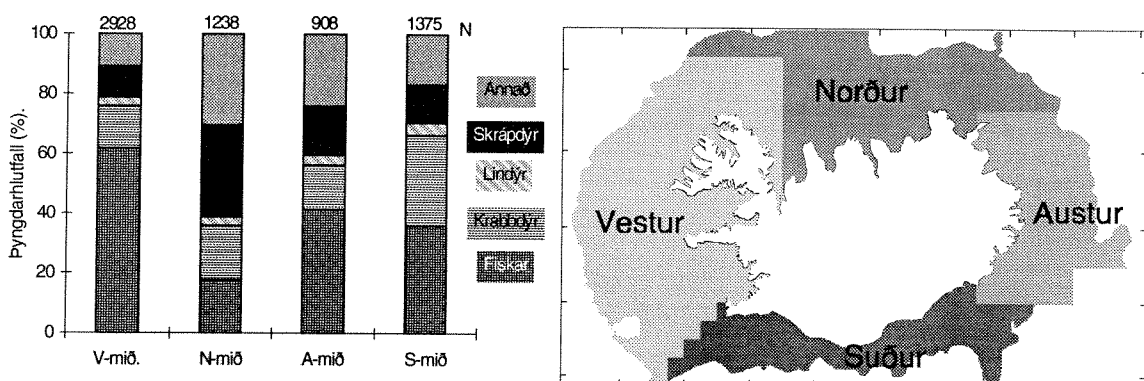 2928 1238 908 1375 N
100
80
60
40
20
0
Þyngdarhlutfall (%).
V-mið. N-mið A-mið S-mið
Annað
Skrápdýr
Lindýr
Krabbdýr
Fiskar
Norður
Vestur
Austur
Suður